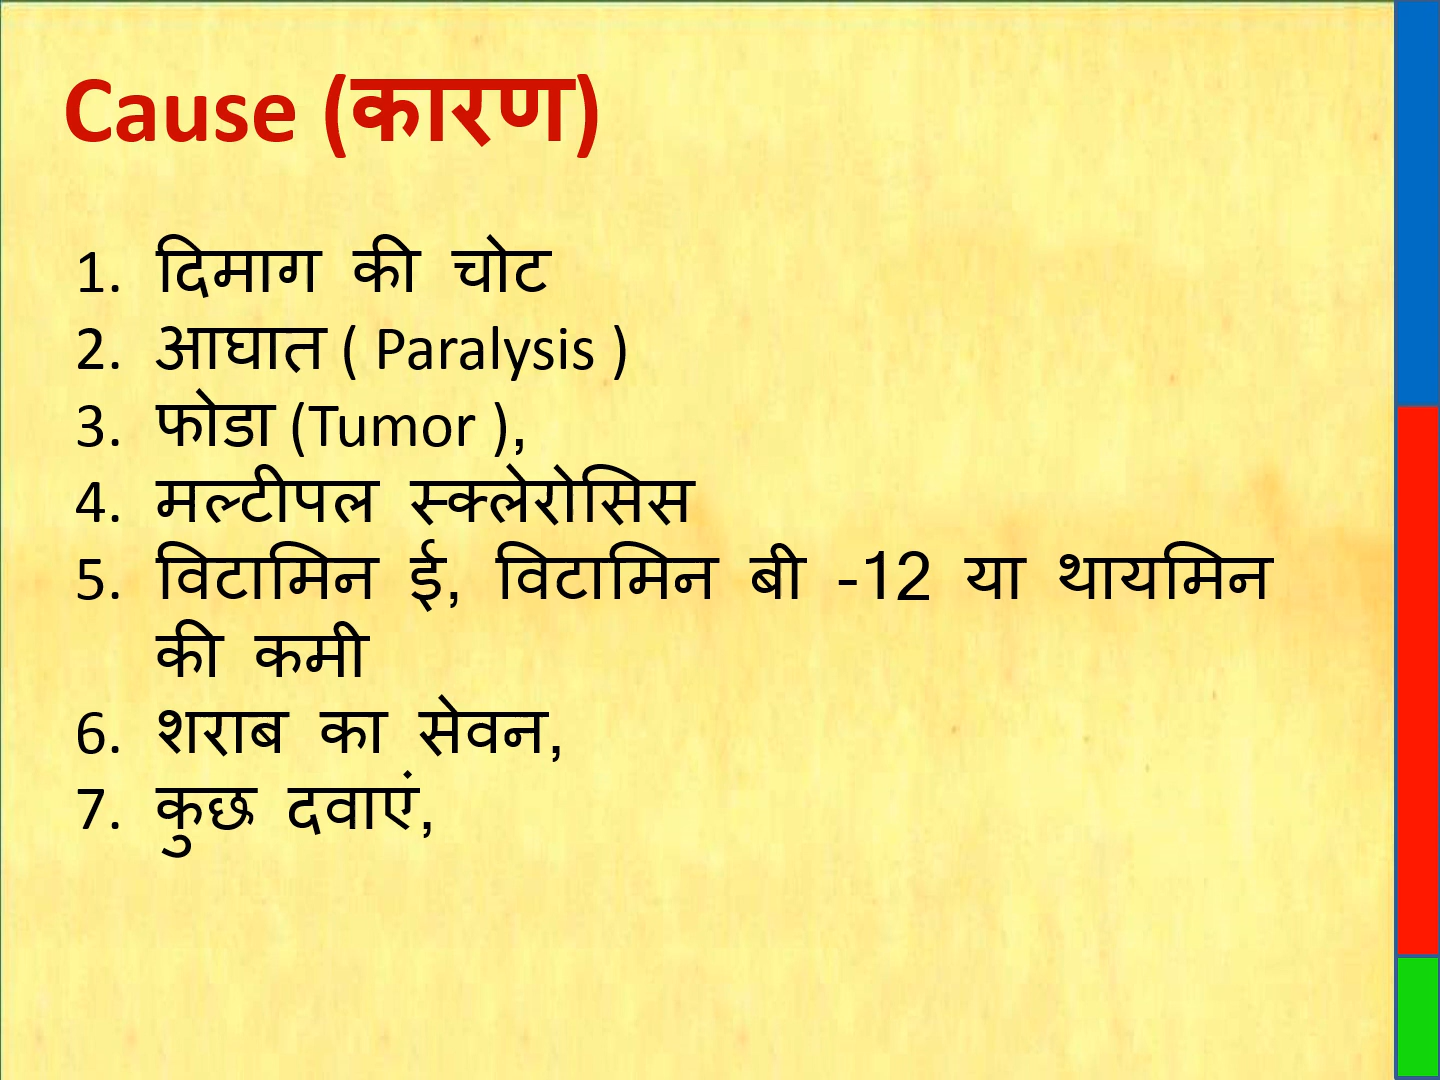 Cause (कारण)
1. दिमाग की चोट
2. आघात ( Paralysis )
3. फोडा (Tumor ),
4. मल्टीपल स्क्लेरोसिस
5. विटामिन ई, विटामिन बी -12 या थायमिन
की कमी
6. शराब का सेवन,
7. कुछ दवाएं,